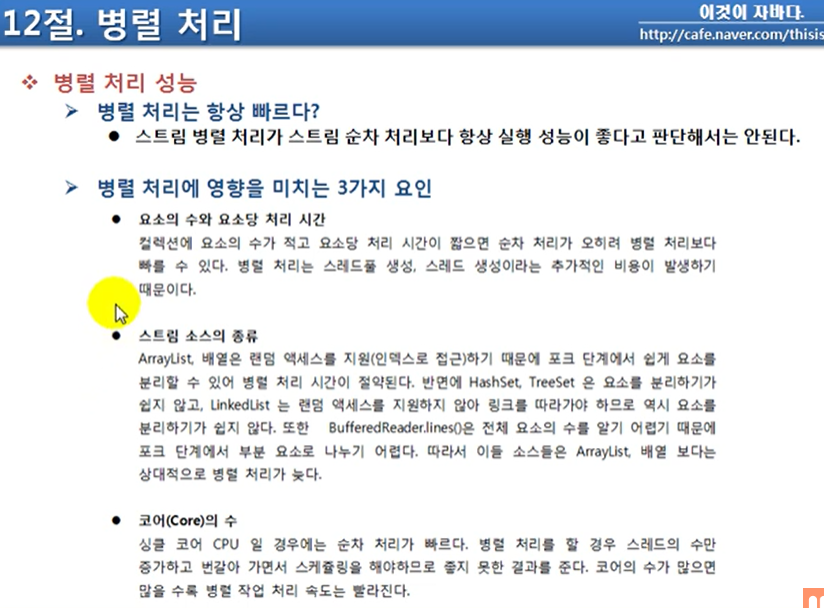 12절. 병렬 처리
이것이 자바다.
http://cafe.naver.com/thisis
❖ 병렬 처리 성능
➢ 병렬 처리는 항상 빠르다?
● 스트림 병렬 처리가 스트림 순차 처리보다 항상 실행 성능이 좋다고 판단해서는 안된다.
➢ 병렬 처리에 영향을 미치는 3가지 요인
● 요소의 수와 요소당 처리 시간
컬렉션에 요소의 수가 적고 요소당 처리 시간이 짧으면 순차 처리가 오히려 병렬 처리보다
빠를 수 있다. 병렬 처리는 스레드풀 생성, 스레드 생성이라는 추가적인 비용이 발생하기
때문이다.
● 스트림 소스의 종류
ArrayList, 배열은 랜덤 액세스를 지원(인덱스로 접근)하기 때문에 포크 단계에서 쉽게 요소를
분리할 수 있어 병렬 처리 시간이 절약된다. 반면에 HashSet, TreeSet 은 요소를 분리하기가
쉽지 않고, LinkedList 는 랜덤 액세스를 지원하지 않아 링크를 따라가야 하므로 역시 요소를
분리하기가 쉽지 않다. 또한 BufferedReader.lines()은 전체 요소의 수를 알기 어렵기 때문에
포크 단계에서 부분 요소로 나누기 어렵다. 따라서 이들 소스들은 ArrayList, 배열 보다는
상대적으로 병렬 처리가 늦다.
● 코어(Core)의 수
싱클 코어 CPU 일 경우에는 순차 처리가 빠르다. 병렬 처리를 할 경우 스레드의 수만
증가하고 번갈아 가면서 스케쥴링을 해야하므로 좋지 못한 결과를 준다. 코어의 수가 많으면
많을 수록 병렬 작업 처리 속도는 빨라진다.